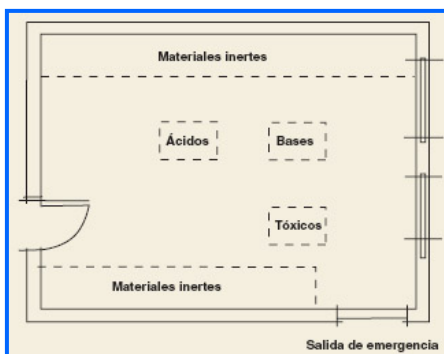 Materiales inertes
Ácidos
Bases
Tóxicos
Materiales inertes
Salida de emergencia